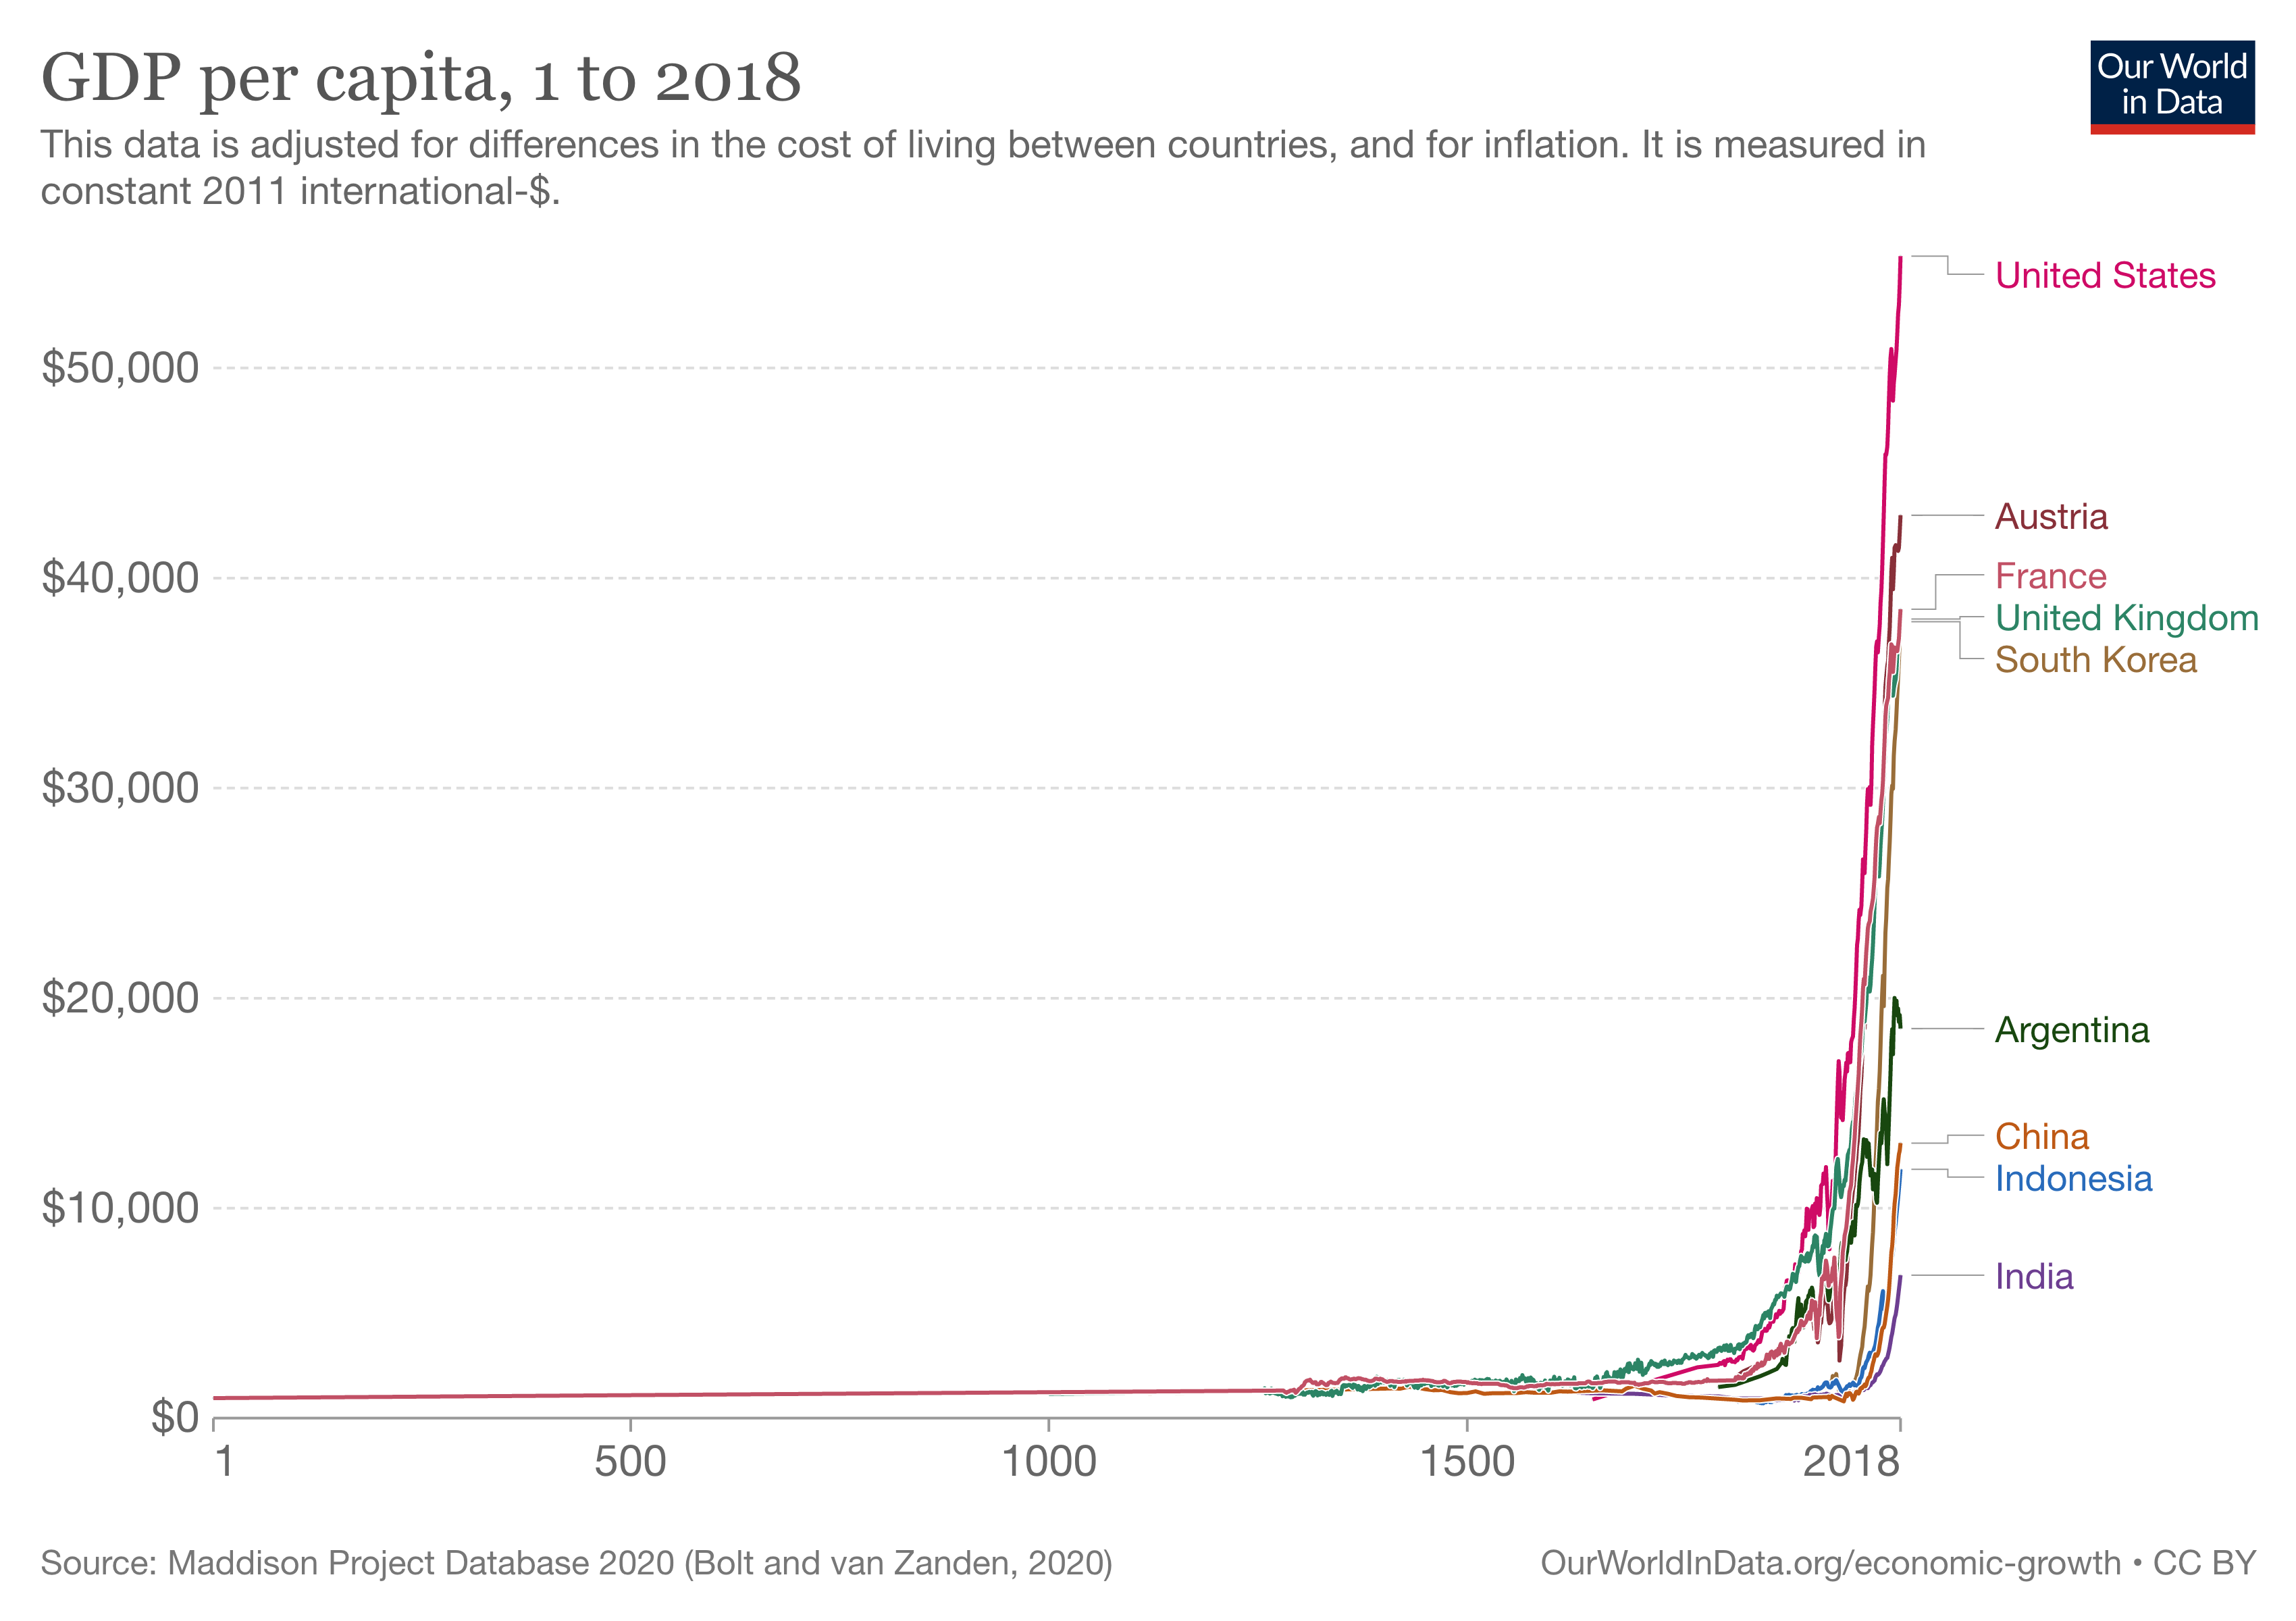 GDP per capita, 1 to 2018
Our World
in Data
This data is adjusted for differences in the cost of living between countries, and for inflation. It is measured in
constant 2011 international-$.
United States
$50,000
Austria
$40,000
France
United Kingdom
South Korea
$30,000
$20,000
Argentina
China
Indonesia
$10,000
India
$0
1
500
1000
1500
2018
Source: Maddison Project Database 2020 (Bolt and van Zanden, 2020)
OurWorldInData.org/economic-growth • CC BY